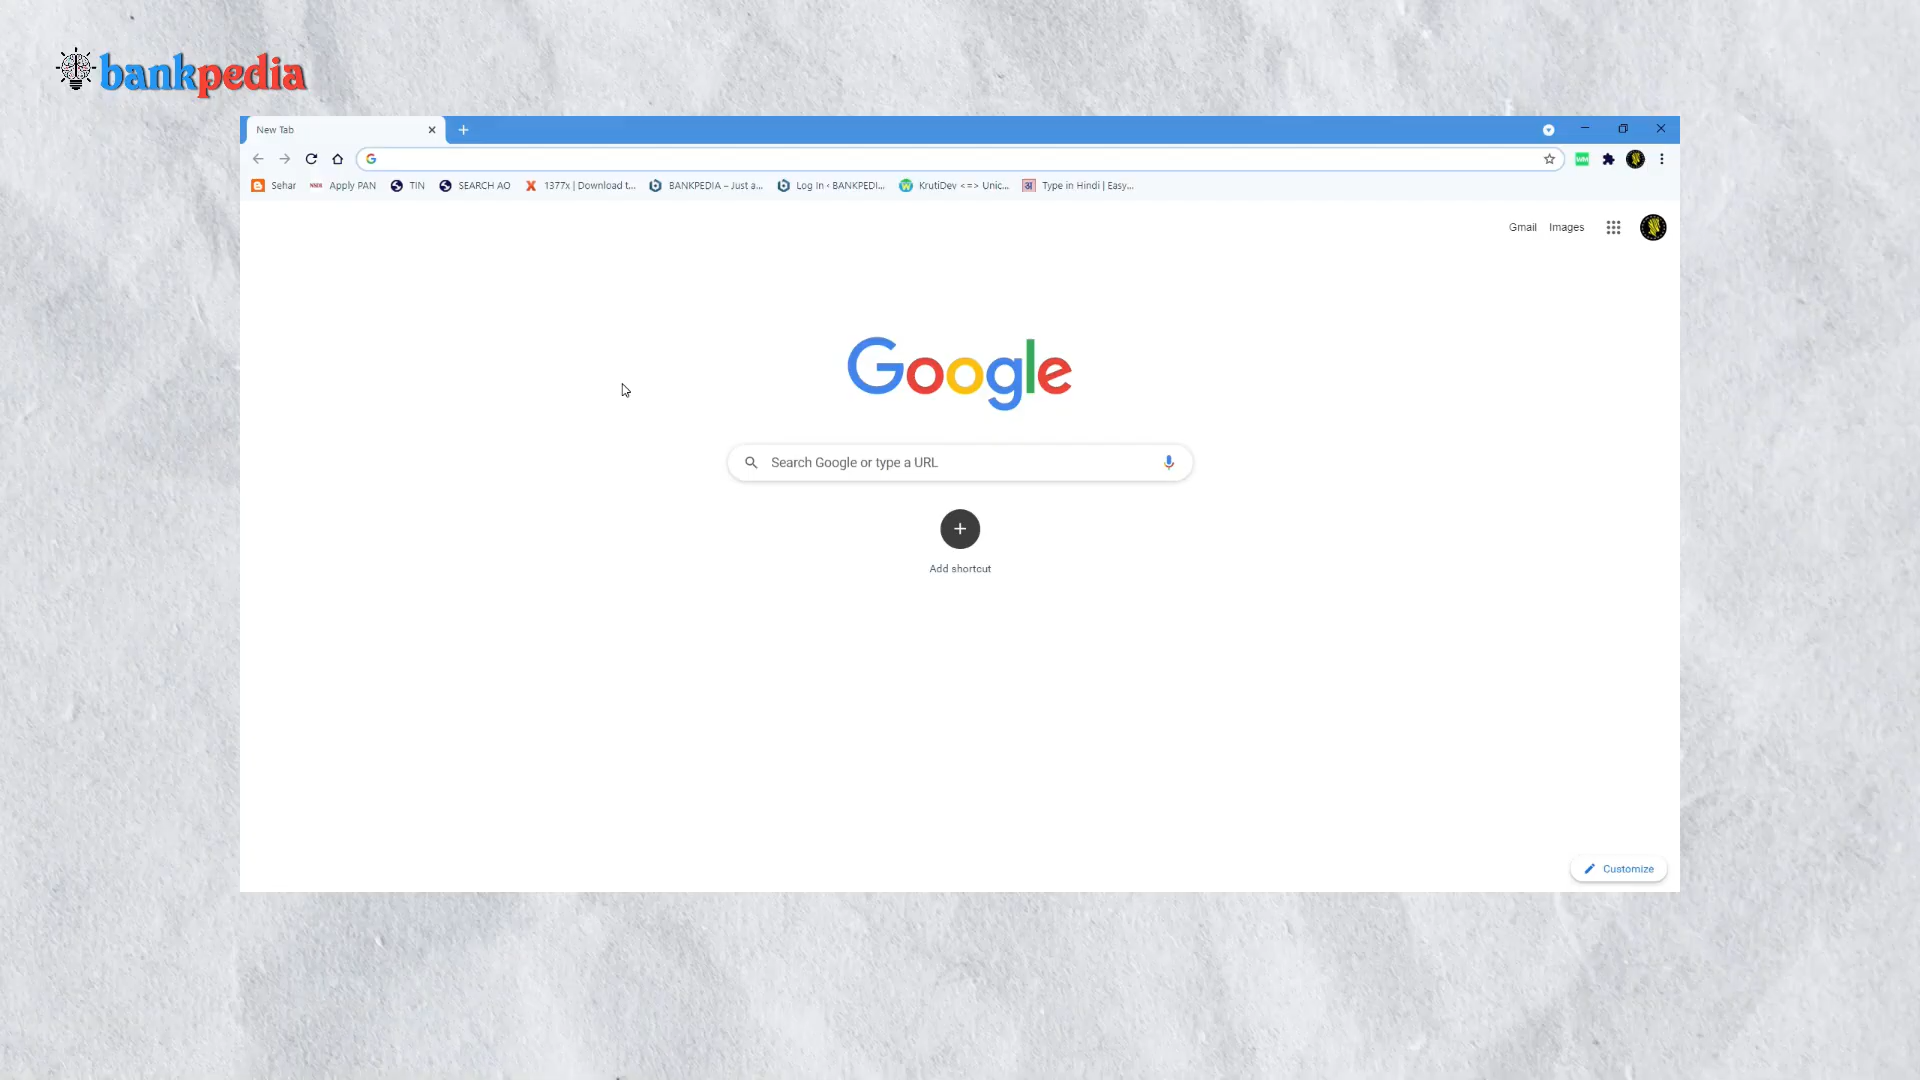 bankpedia
New Tab
Sehar
Apply PAN
TIN
SEARCH AO
1377x | Download t...
BANKPEDIA – Just a...
Log In ‹ BANKPEDI...
KrutiDev <=> Unic...
Type in Hindi | Easy...
Gmail
Images
Google
Search Google or type a URL
Add shortcut
Customize